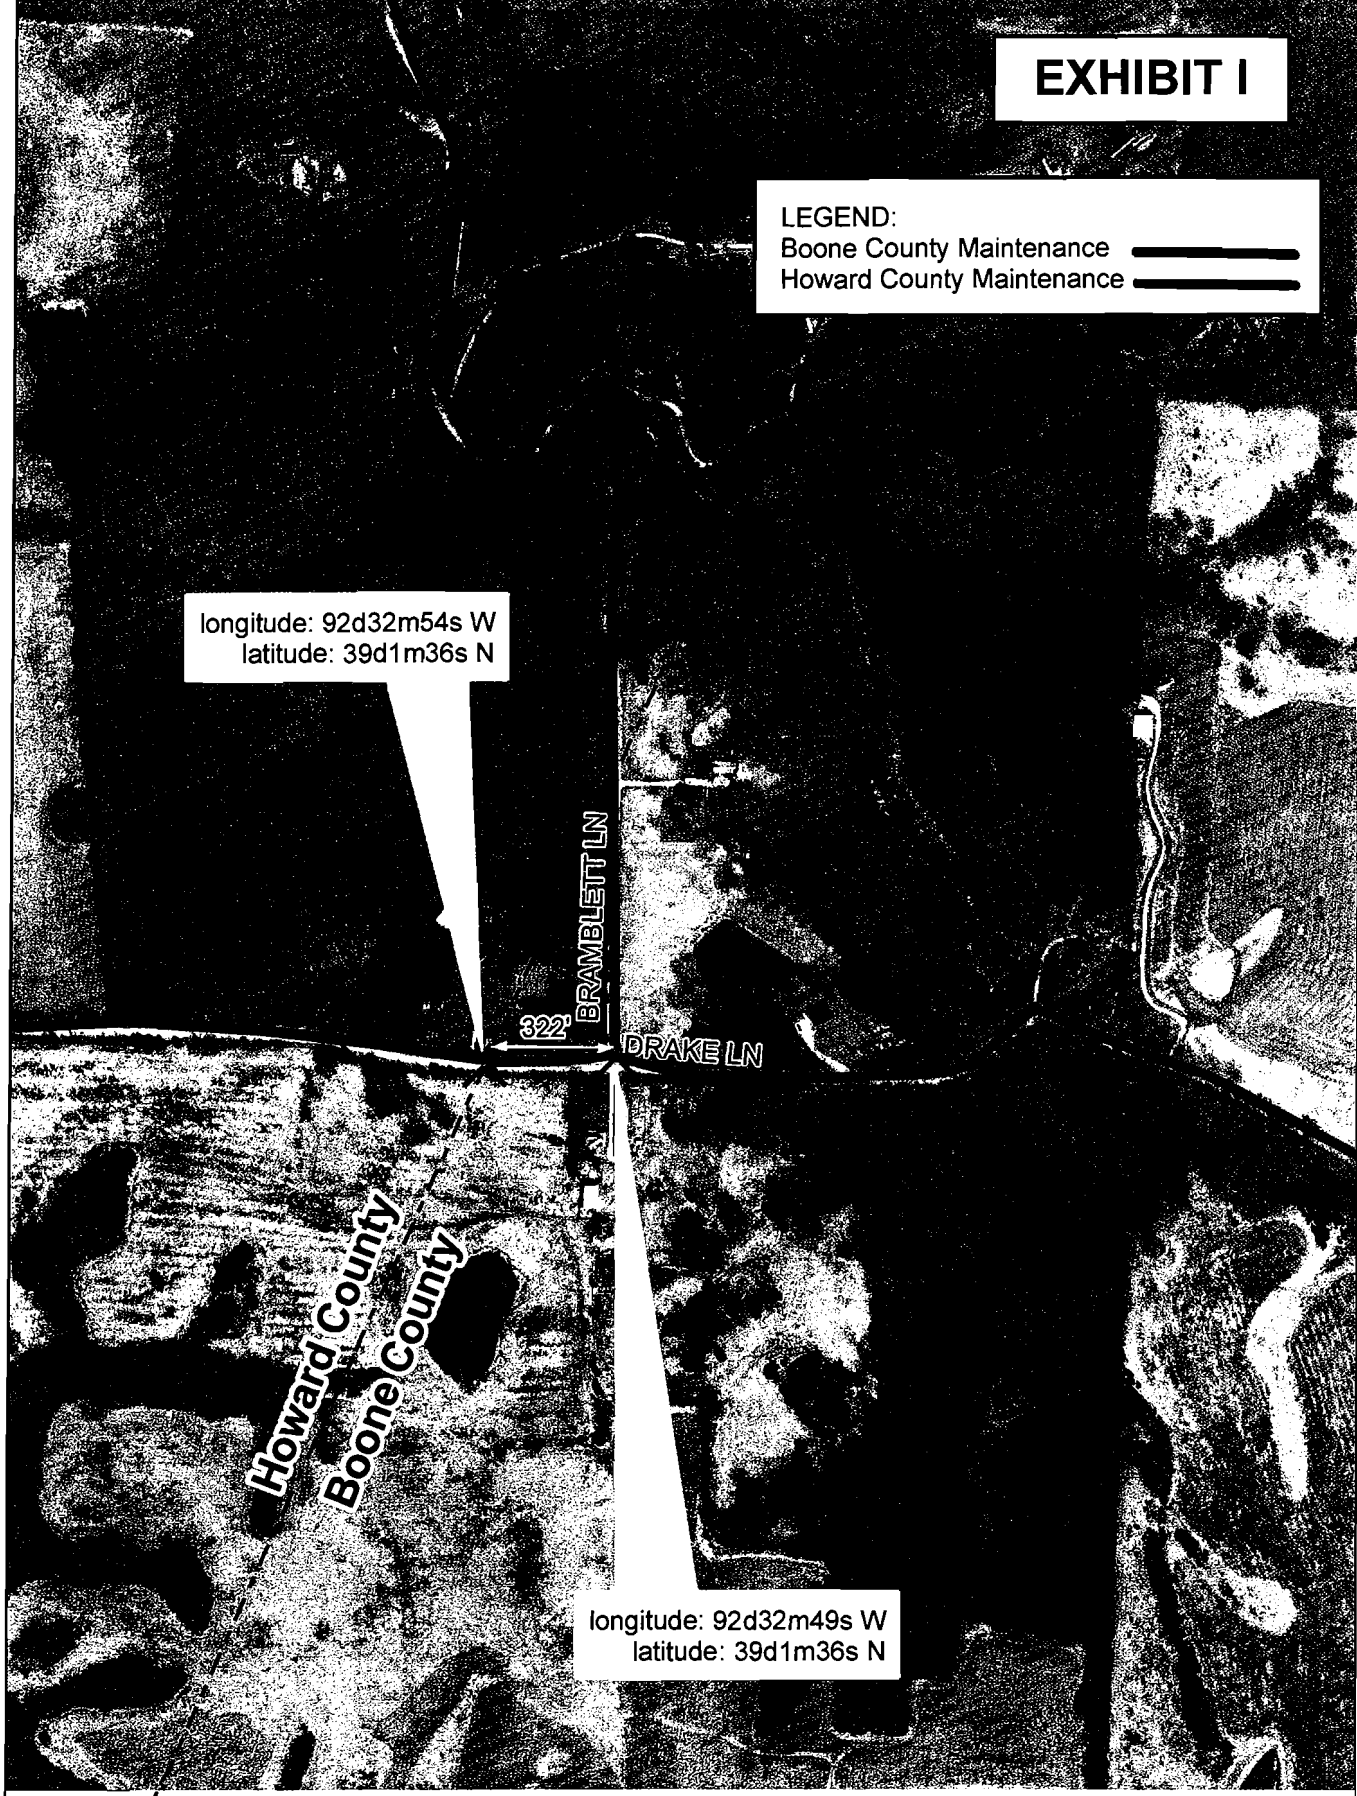 EXHIBIT I
LEGEND:
Boone County Maintenance
Howard County Maintenance
longitude: 92d32m54s W
latitude: 39d1m36s N
BRAMBLETT LN
322'
DRAKE LN
Howard County
Boone County
longitude: 92d32m49s W
latitude: 39d1m36s N